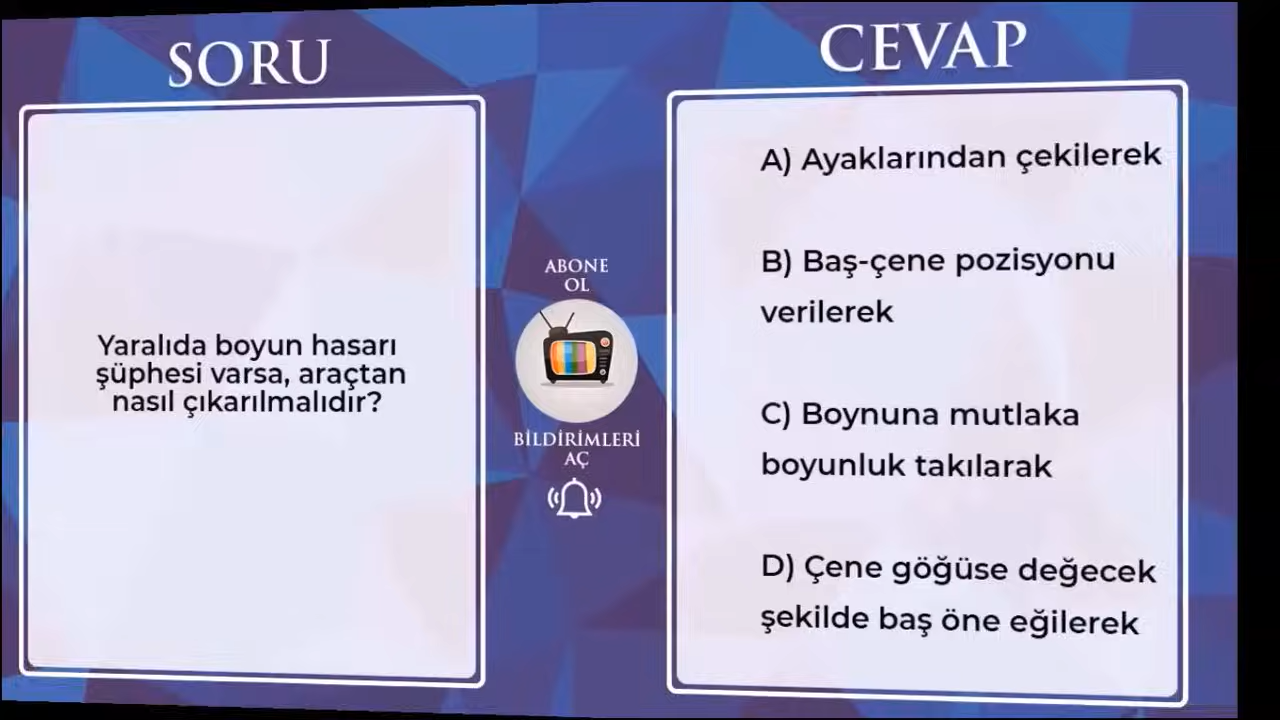 SORU
Yaralıda boyun hasarı
şüphesi varsa, araçtan
nasıl çıkarılmalıdir?
ABONE
OL
BİLDİRİMLERİ
AÇ
CEVAP
A) Ayaklarından çekilerek
B) Baş-çene pozisyonu
verilerek
C) Boynuna mutlaka
boyunluk takılarak
D) Çene göğüse değecek
şekilde baş öne eğilerek